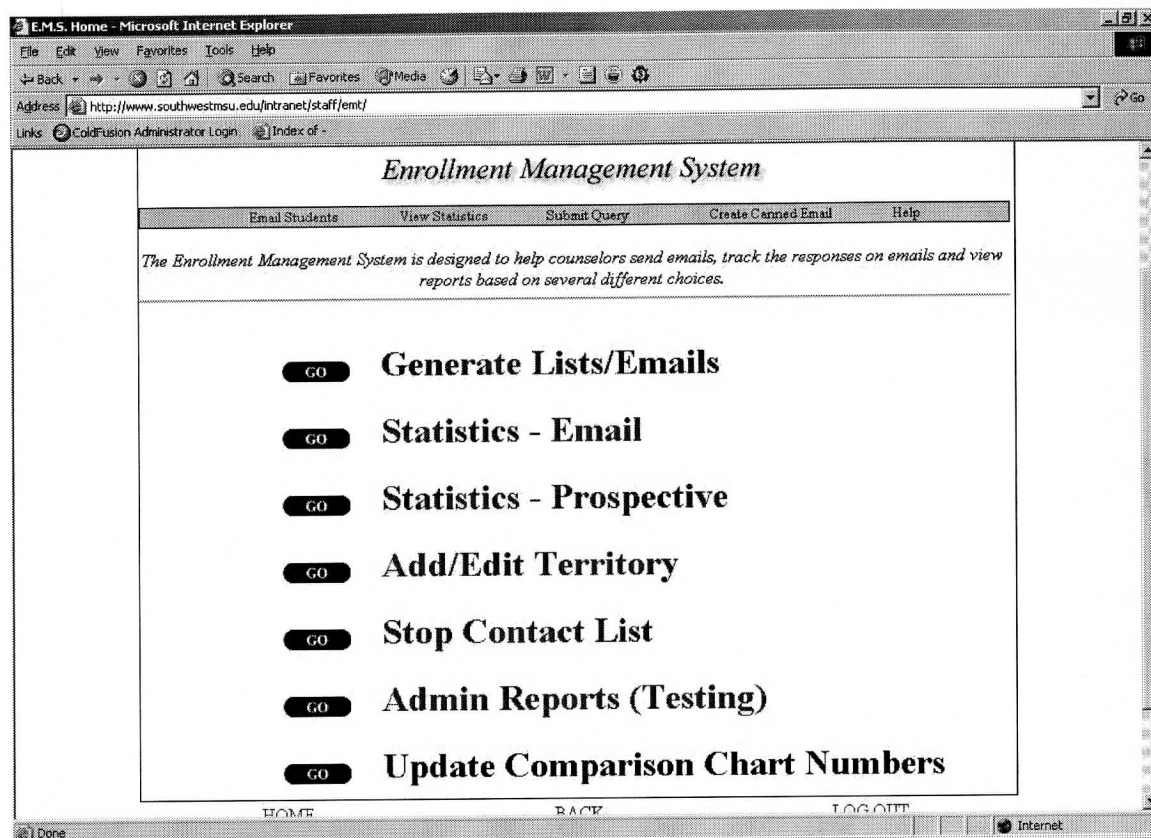 E.M.S. Home - Microsoft Internet Explorer
File Edit View Favorites Tools Help
Back Search Favorites Media
Address http://www.southwestmsu.edu/intranet/staff/emt/ Go
Links ColdFusion Administrator Login Index of -
Enrollment Management System
Email Students View Statistics Submit Query Create Canned Email Help
The Enrollment Management System is designed to help counselors send emails, track the responses on emails and view
reports based on several different choices.
GO Generate Lists/Emails
GO Statistics - Email
GO Statistics - Prospective
GO Add/Edit Territory
GO Stop Contact List
GO Admin Reports (Testing)
GO Update Comparison Chart Numbers
HOME BACK LOG OUT
Done Internet